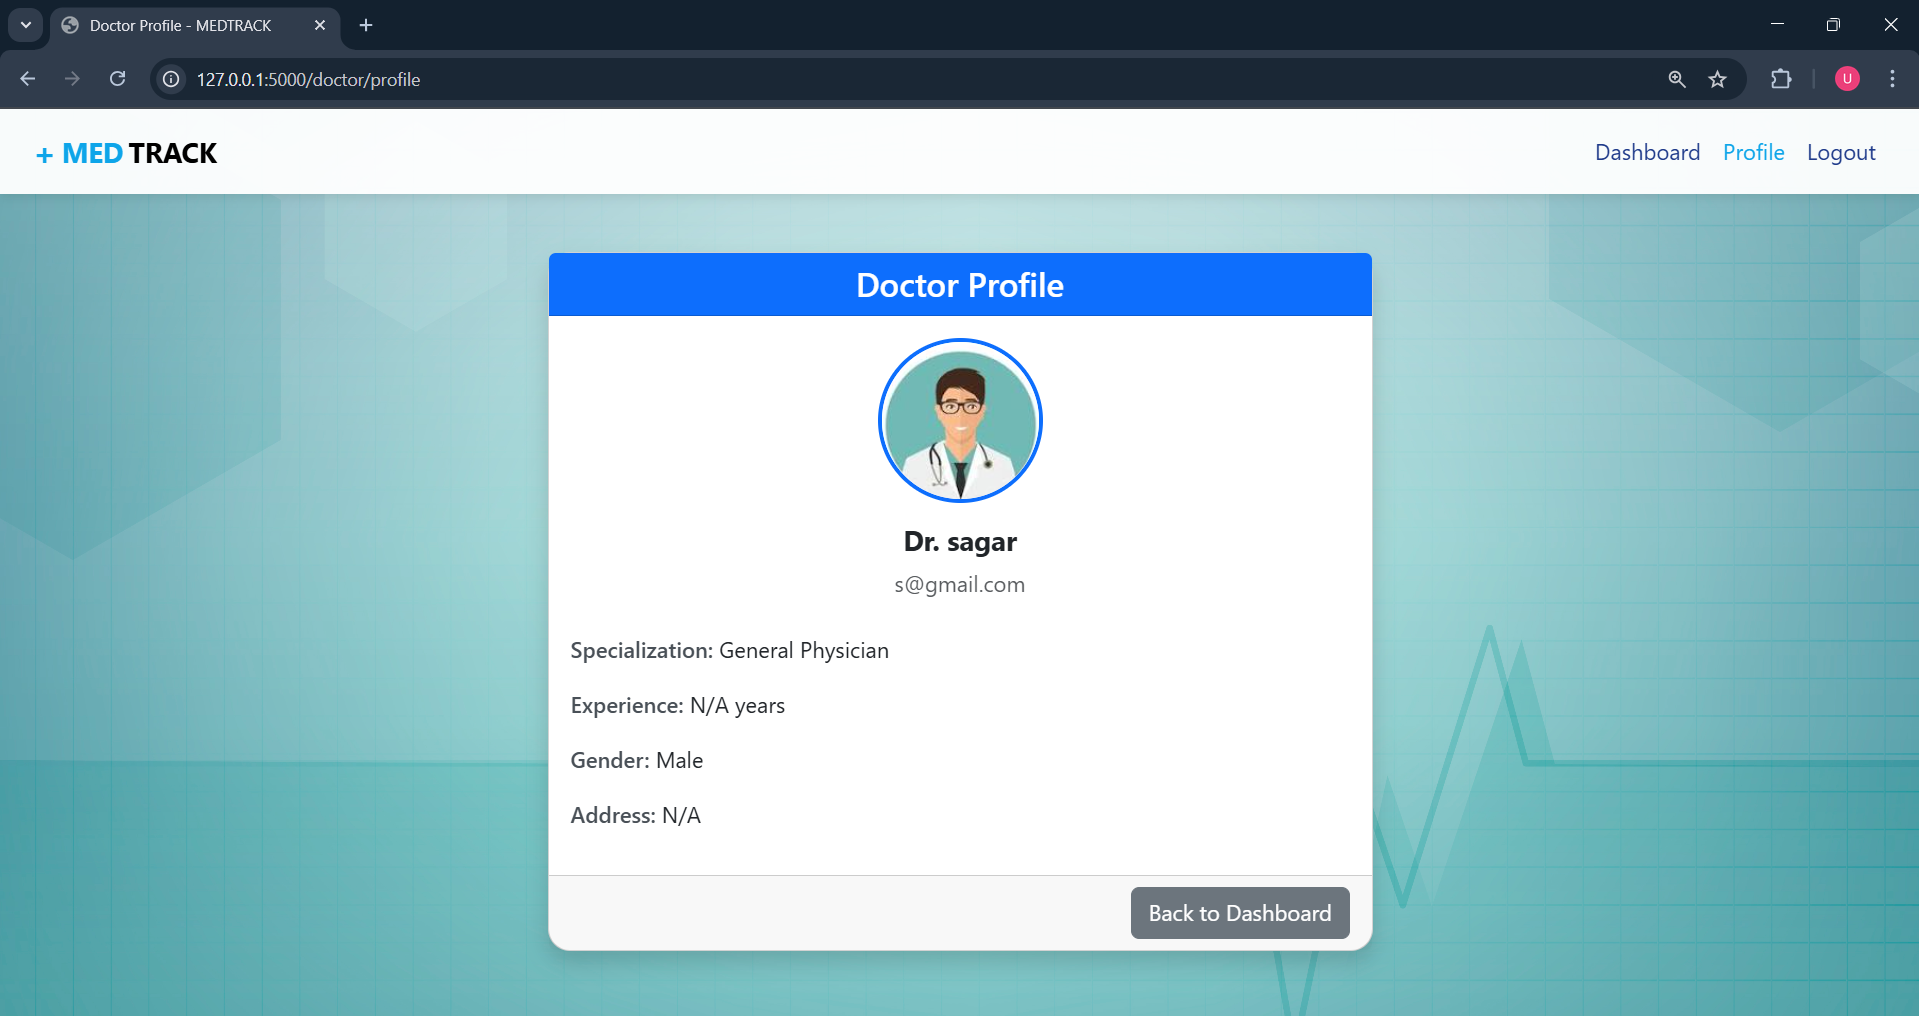 Doctor Profile - MEDTRACK
127.0.0.1:5000/doctor/profile
U
+ MED TRACK
Dashboard Profile Logout
Doctor Profile
Dr. sagar
s@gmail.com
Specialization: General Physician
Experience: N/A years
Gender: Male
Address: N/A
Back to Dashboard